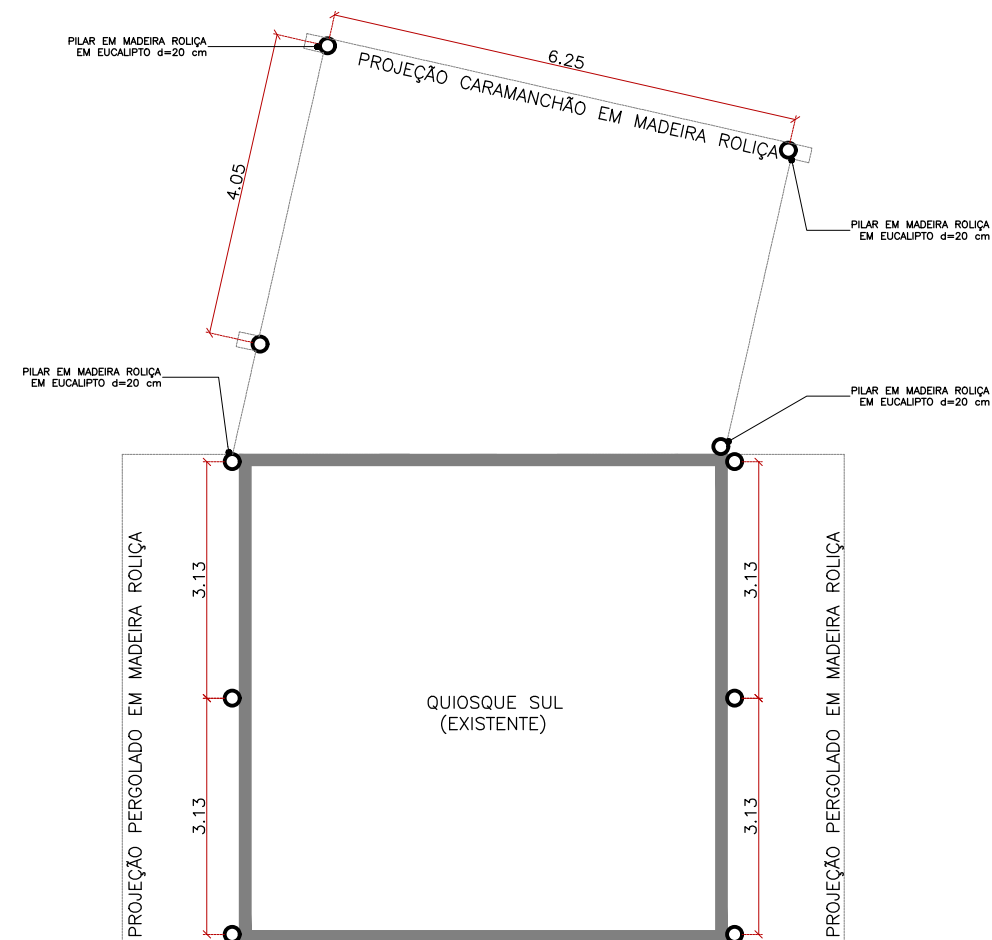 PILAR EM MADEIRA ROLIÇA
EM EUCALIPTO d=20 cm
6.25
PROJEÇÃO CARAMANCHÃO EM MADEIRA ROLIÇA
4.05
PILAR EM MADEIRA ROLIÇA
EM EUCALIPTO d=20 cm
PILAR EM MADEIRA ROLIÇA
EM EUCALIPTO d=20 cm
PILAR EM MADEIRA ROLIÇA
EM EUCALIPTO d=20 cm
PROJEÇÃO PERGOLADO EM MADEIRA ROLIÇA
3.13
3.13
QUIOSQUE SUL
(EXISTENTE)
3.13
3.13
PROJEÇÃO PERGOLADO EM MADEIRA ROLIÇA